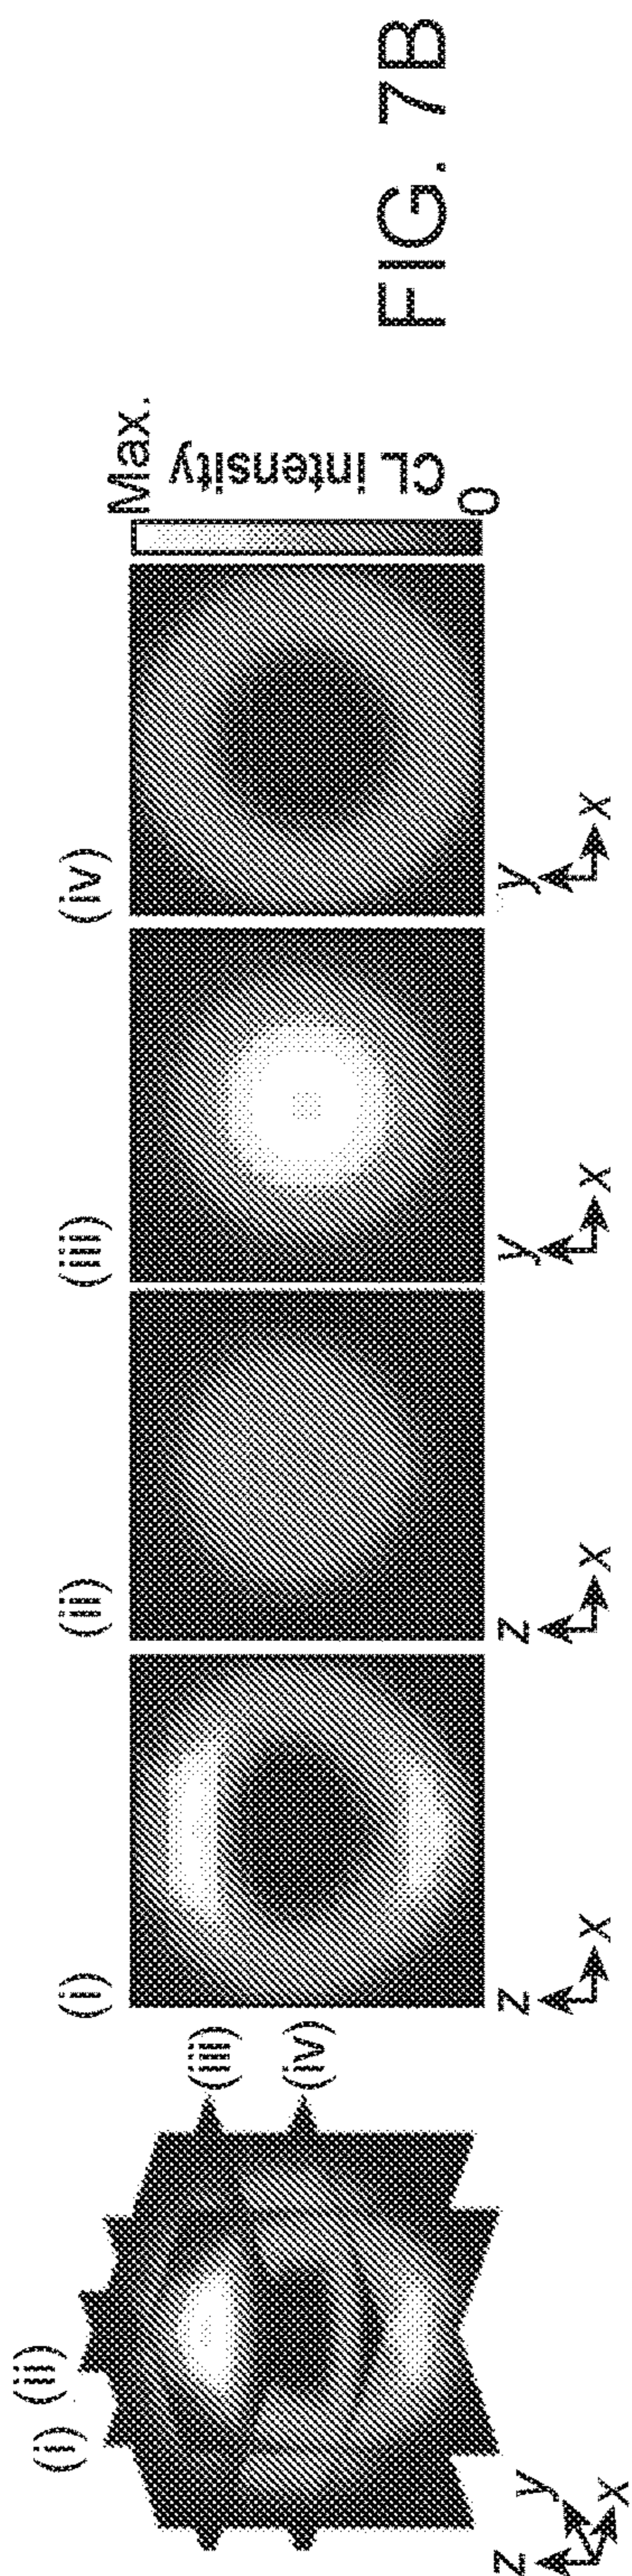 (i) (ii)
(iii)
(iv)
z y x
(i)
z x
(ii)
z x
(iii)
y x
(iv)
y x
Max.
CL intensity
0
FIG. 7B